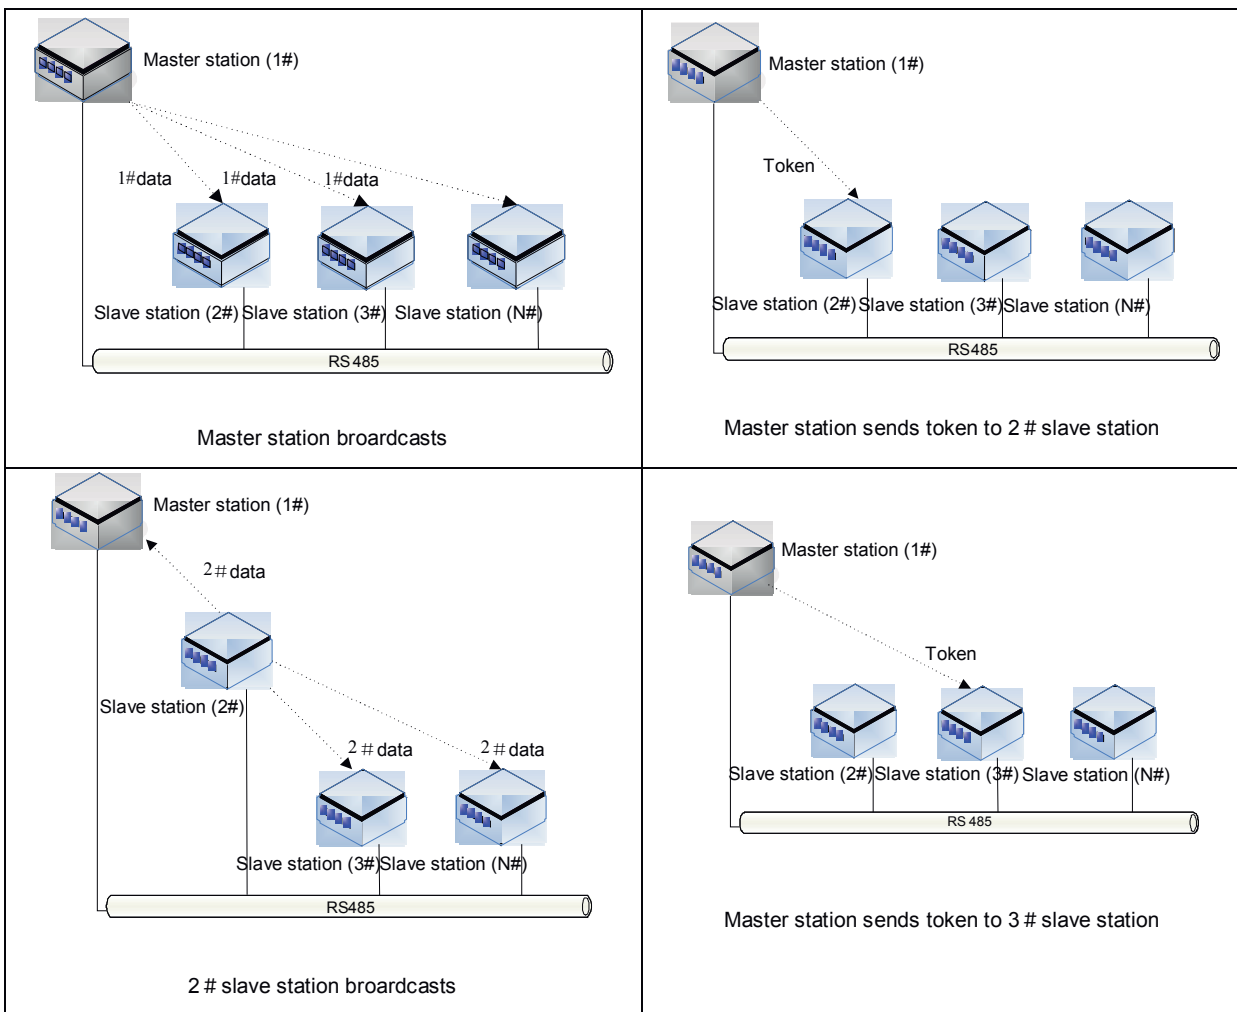 Master station (1#)
1#data
1#data
1#data
Slave station (2#)
Slave station (3#)
Slave station (N#)
RS485
Master station broardcasts
Master station (1#)
Token
Slave station (2#)
Slave station (3#)
Slave station (N#)
RS485
Master station sends token to 2 # slave station
Master station (1#)
2 # data
Slave station (2#)
2 # data
2 # data
Slave station (3#)
Slave station (N#)
RS485
2 # slave station broadcasts
Master station (1#)
Token
Slave station (2#)
Slave station (3#)
Slave station (N#)
RS485
Master station sends token to 3 # slave station